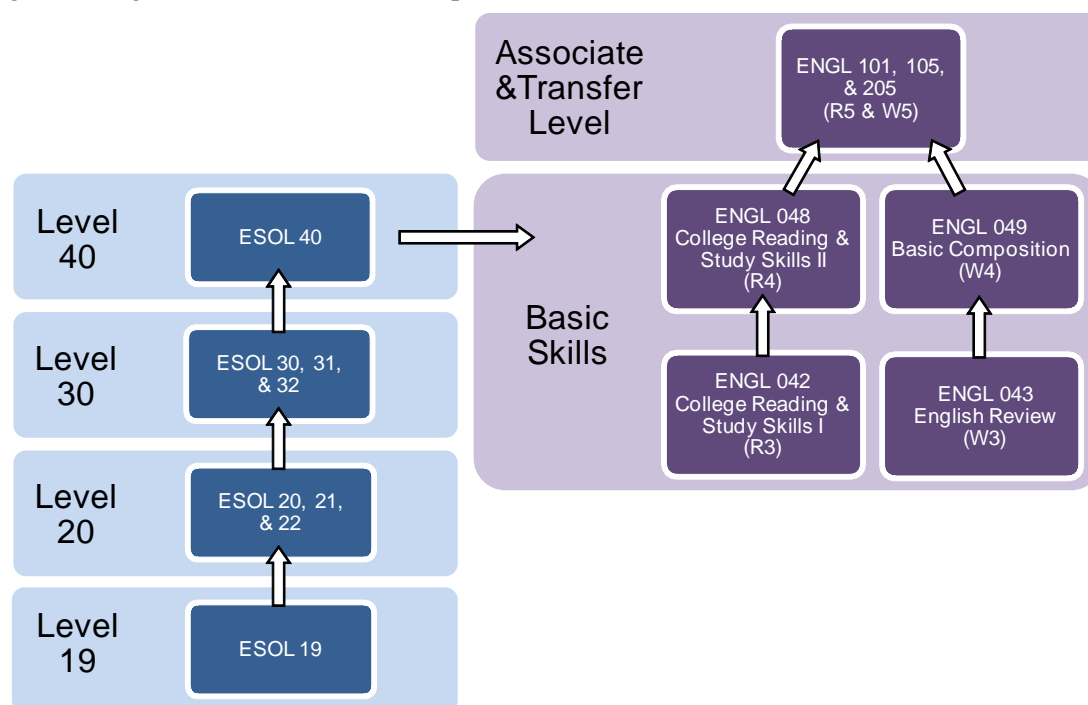 Associate
&Transfer
Level
ENGL 101, 105,
& 205
(R5 & W5)
Level
40
ESOL 40
Basic
Skills
ENGL 048
College Reading &
Study Skills II
(R4)
ENGL 049
Basic Composition
(W4)
Level
30
ESOL 30, 31,
& 32
ENGL 042
College Reading &
Study Skills I
(R3)
ENGL 043
English Review
(W3)
Level
20
ESOL 20, 21,
& 22
Level
19
ESOL 19